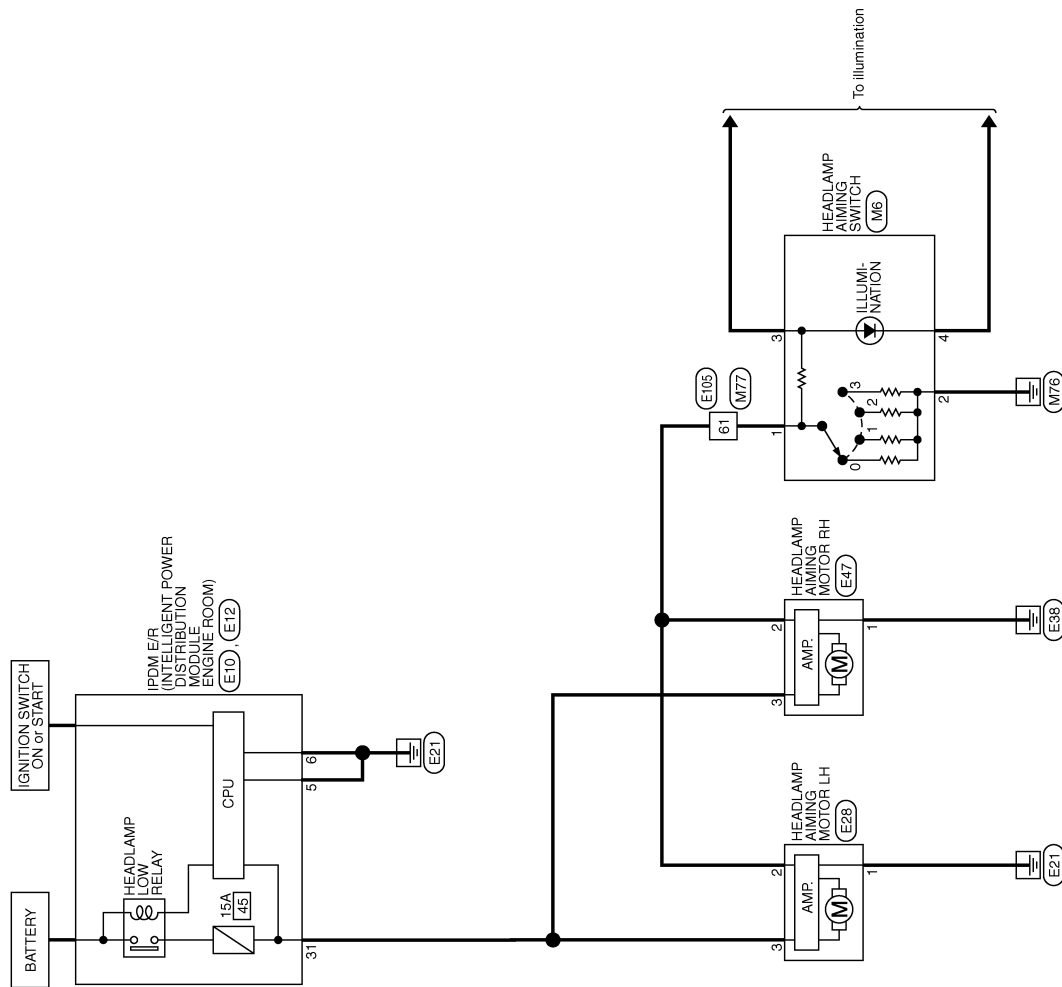 BATTERY
IGNITION SWITCH
ON or START
IPDM E/R
(INTELLIGENT POWER
DISTRIBUTION
MODULE
ENGINE ROOM)
E10 , E12
HEADLAMP
LOW
RELAY
15A
45
CPU
31
5
6
E21
To illumination
HEADLAMP
AIMING
SWITCH
M6
E105
M77
61
1
3
ILLUMI-
NATION
0
1
2
3
2
4
M76
HEADLAMP
AIMING
MOTOR LH
E28
3
2
AMP.
M
1
E21
HEADLAMP
AIMING
MOTOR RH
E47
3
2
AMP.
M
1
E38